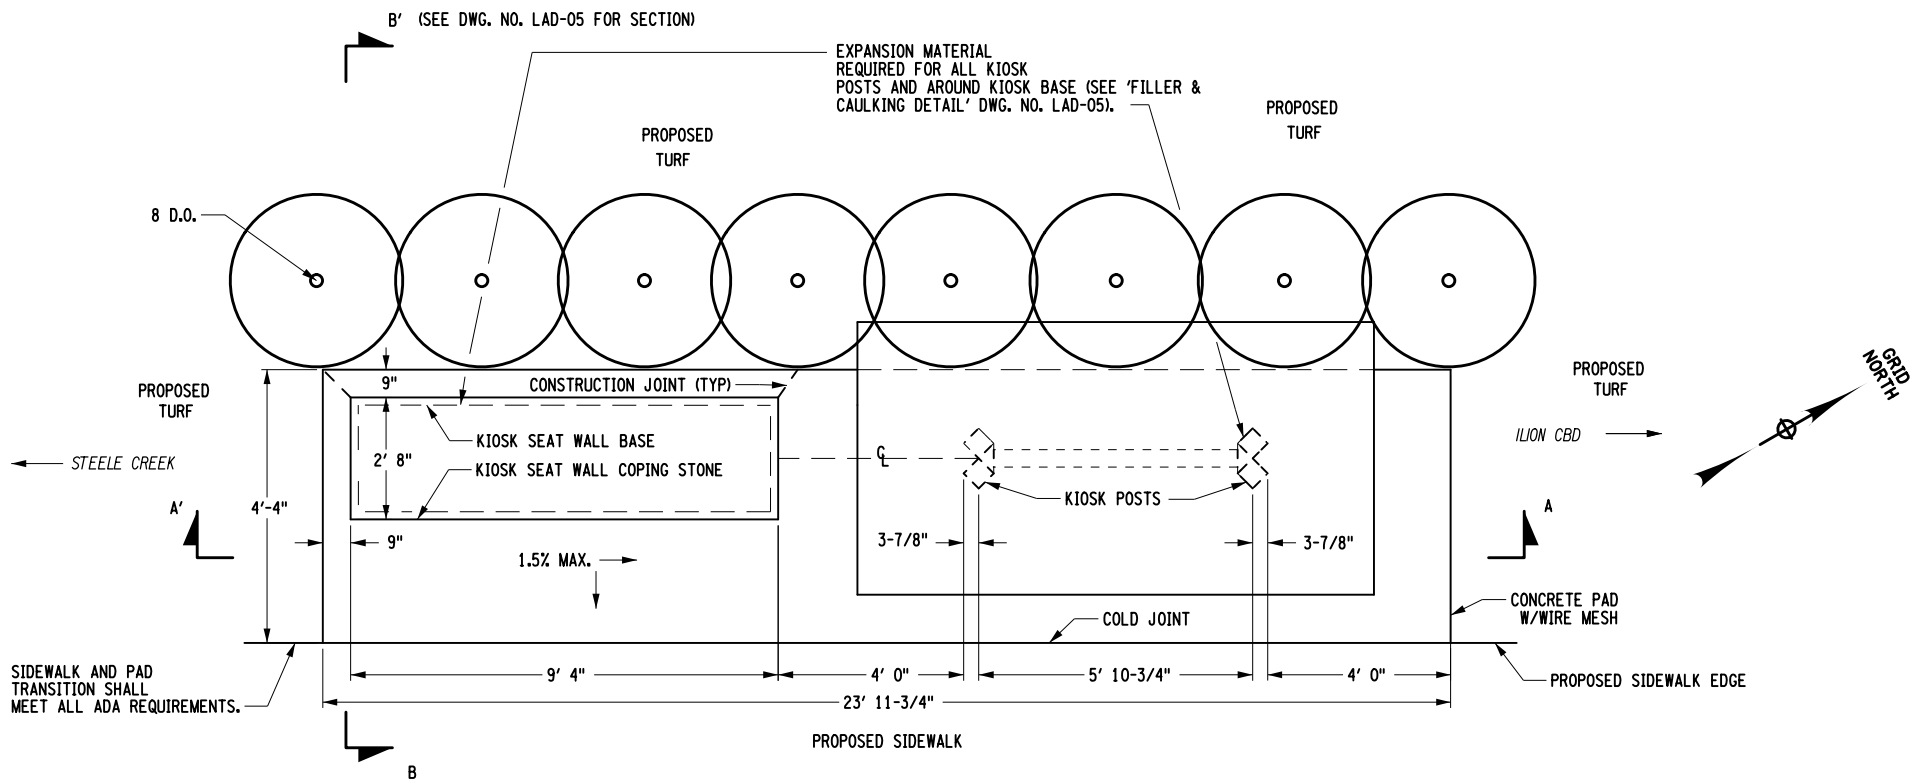 B' (SEE DWG. NO. LAD-05 FOR SECTION)
EXPANSION MATERIAL
REQUIRED FOR ALL KIOSK
POSTS AND AROUND KIOSK BASE (SEE 'FILLER &
CAULKING DETAIL' DWG. NO. LAD-05).
PROPOSED
TURF
PROPOSED
TURF
8 D.O.
GRID
NORTH
PROPOSED
TURF
9"
CONSTRUCTION JOINT (TYP)
PROPOSED
TURF
KIOSK SEAT WALL BASE
2' 8"
KIOSK SEAT WALL COPING STONE
STEELE CREEK
CL
ILION CBD
KIOSK POSTS
A'
4'-4"
A
9"
3-7/8"
3-7/8"
1.5% MAX.
CONCRETE PAD
W/WIRE MESH
COLD JOINT
SIDEWALK AND PAD
TRANSITION SHALL
MEET ALL ADA REQUIREMENTS.
9' 4"
4' 0"
5' 10-3/4"
4' 0"
PROPOSED SIDEWALK EDGE
23' 11-3/4"
PROPOSED SIDEWALK
B